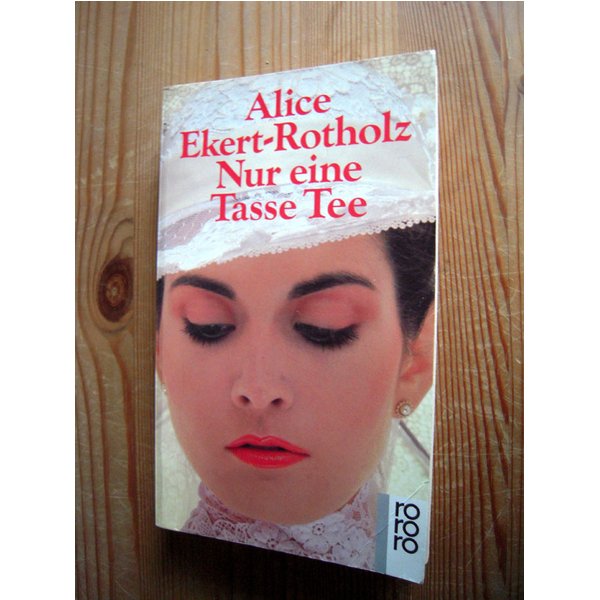 Alice
Ekert-Rotholz
Nur eine
Tasse Tee
ro
ro
ro